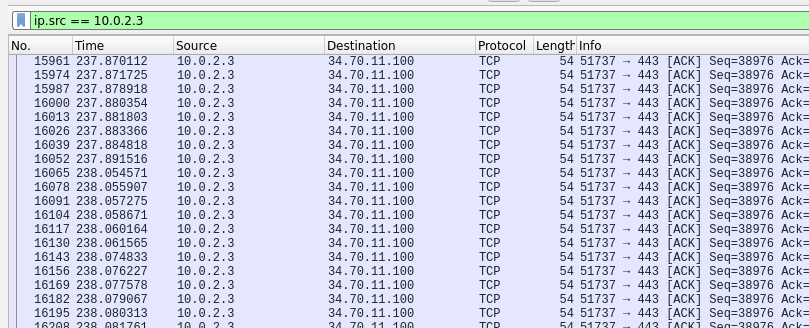 ip.src == 10.0.2.3
No. Time Source Destination Protocol Length Info
15961 237.870112 10.0.2.3 34.70.11.100 TCP 54 51737 → 443 [ACK] Seq=38976 Ack=
15974 237.871725 10.0.2.3 34.70.11.100 TCP 54 51737 → 443 [ACK] Seq=38976 Ack=
15987 237.878918 10.0.2.3 34.70.11.100 TCP 54 51737 → 443 [ACK] Seq=38976 Ack=
16000 237.880354 10.0.2.3 34.70.11.100 TCP 54 51737 → 443 [ACK] Seq=38976 Ack=
16013 237.881803 10.0.2.3 34.70.11.100 TCP 54 51737 → 443 [ACK] Seq=38976 Ack=
16026 237.883366 10.0.2.3 34.70.11.100 TCP 54 51737 → 443 [ACK] Seq=38976 Ack=
16039 237.884818 10.0.2.3 34.70.11.100 TCP 54 51737 → 443 [ACK] Seq=38976 Ack=
16052 237.891516 10.0.2.3 34.70.11.100 TCP 54 51737 → 443 [ACK] Seq=38976 Ack=
16065 238.054571 10.0.2.3 34.70.11.100 TCP 54 51737 → 443 [ACK] Seq=38976 Ack=
16078 238.055907 10.0.2.3 34.70.11.100 TCP 54 51737 → 443 [ACK] Seq=38976 Ack=
16091 238.057275 10.0.2.3 34.70.11.100 TCP 54 51737 → 443 [ACK] Seq=38976 Ack=
16104 238.058671 10.0.2.3 34.70.11.100 TCP 54 51737 → 443 [ACK] Seq=38976 Ack=
16117 238.060164 10.0.2.3 34.70.11.100 TCP 54 51737 → 443 [ACK] Seq=38976 Ack=
16130 238.061565 10.0.2.3 34.70.11.100 TCP 54 51737 → 443 [ACK] Seq=38976 Ack=
16143 238.074833 10.0.2.3 34.70.11.100 TCP 54 51737 → 443 [ACK] Seq=38976 Ack=
16156 238.076227 10.0.2.3 34.70.11.100 TCP 54 51737 → 443 [ACK] Seq=38976 Ack=
16169 238.077578 10.0.2.3 34.70.11.100 TCP 54 51737 → 443 [ACK] Seq=38976 Ack=
16182 238.079067 10.0.2.3 34.70.11.100 TCP 54 51737 → 443 [ACK] Seq=38976 Ack=
16195 238.080313 10.0.2.3 34.70.11.100 TCP 54 51737 → 443 [ACK] Seq=38976 Ack=
16208 238.081761 10.0.2.3 34.70.11.100 TCP 54 51737 → 443 [ACK] Seq=38976 Ack=